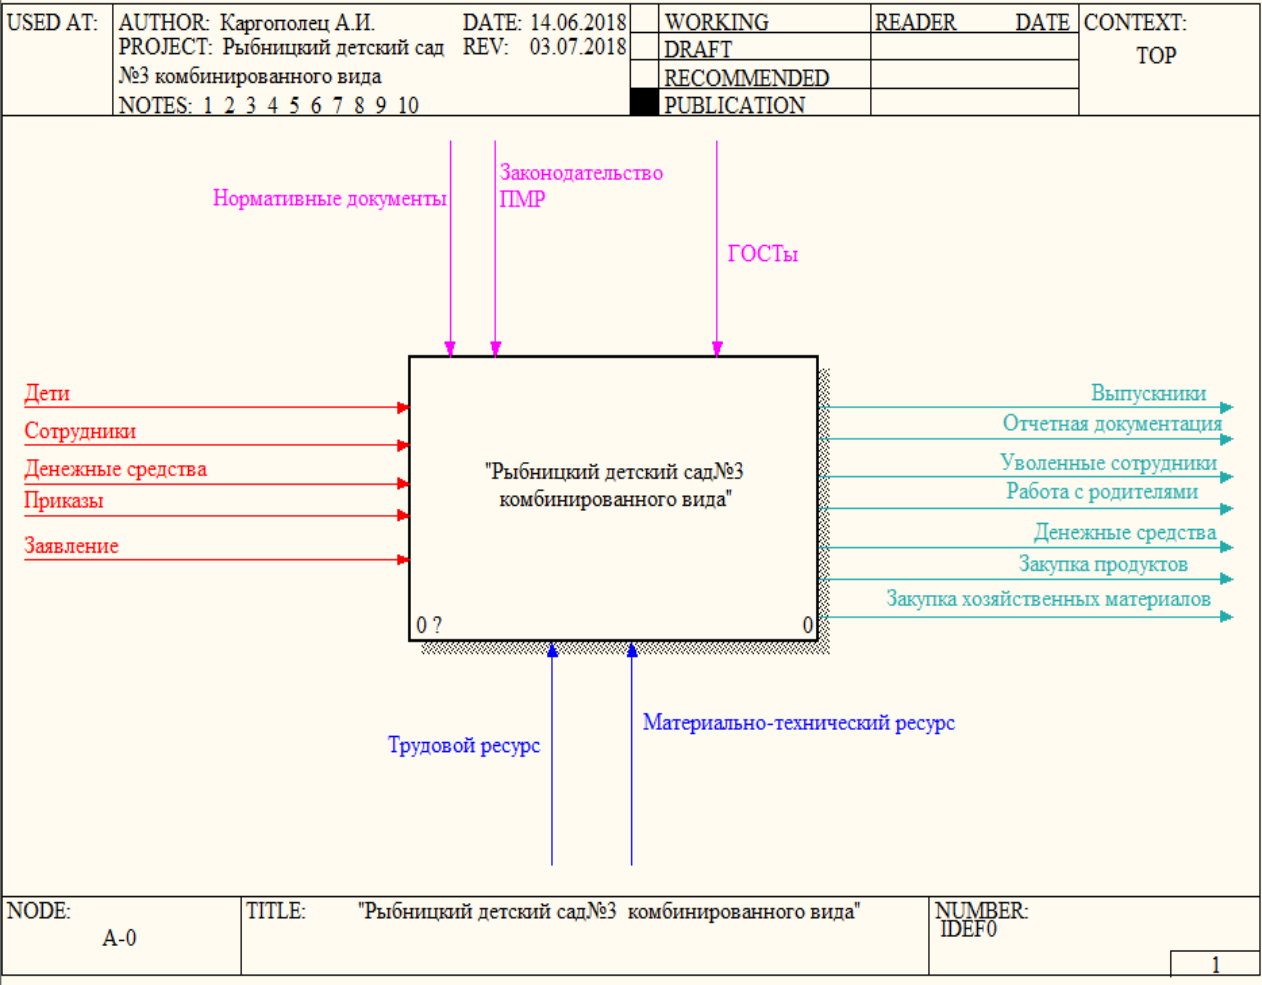 USED AT:
AUTHOR: Каргополец А.И.
DATE: 14.06.2018
PROJECT: Рыбницкий детский сад
REV: 03.07.2018
№3 комбинированного вида
NOTES: 1 2 3 4 5 6 7 8 9 10
WORKING
DRAFT
RECOMMENDED
PUBLICATION
READER
DATE
CONTEXT:
TOP
Законодательство
ПМР
Нормативные документы
ГОСТы
Дети
Сотрудники
Денежные средства
Приказы
Заявление
"Рыбницкий детский сад№3
комбинированного вида"
0 ?
0
Выпускники
Отчетная документация
Уволенные сотрудники
Работа с родителями
Денежные средства
Закупка продуктов
Закупка хозяйственных материалов
Материально-технический ресурс
Трудовой ресурс
NODE:
A-0
TITLE:
"Рыбницкий детский сад№3 комбинированного вида"
NUMBER:
IDEF0
1